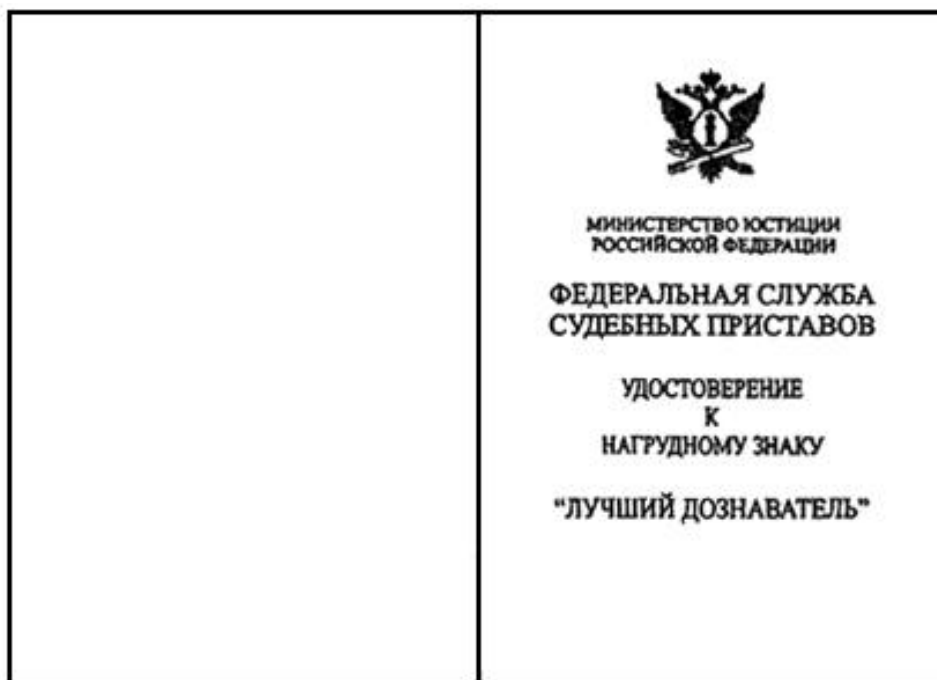 МИНИСТЕРСТВО ЮСТИЦИИ
РОССИЙСКОЙ ФЕДЕРАЦИИ
ФЕДЕРАЛЬНАЯ СЛУЖБА
СУДЕБНЫХ ПРИСТАВОВ
УДОСТОВЕРЕНИЕ
К
НАГРУДНОМУ ЗНАКУ
“ЛУЧШИЙ ДОЗНАВАТЕЛЬ”